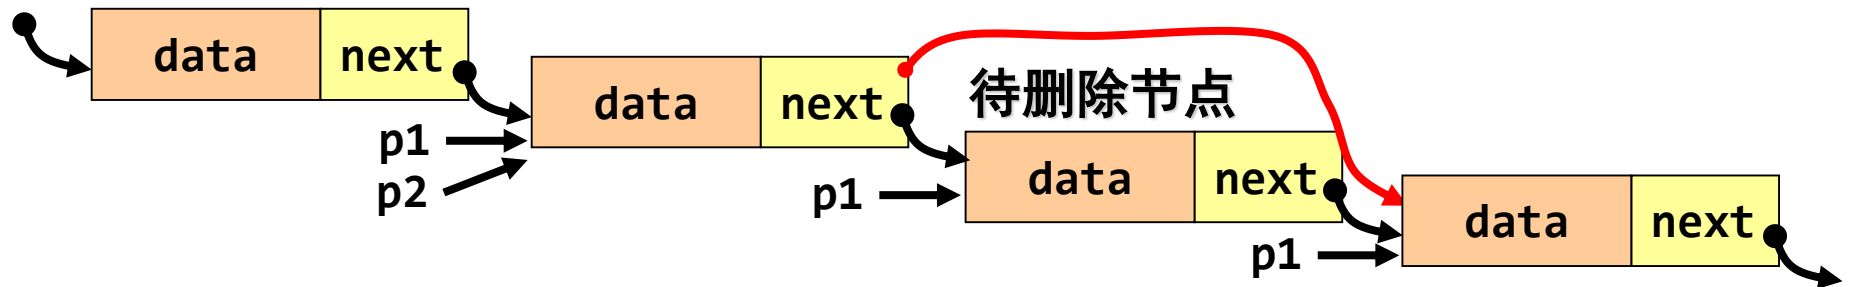 data next
data next
p1
p2
待删除节点
data next
p1
data next
p1